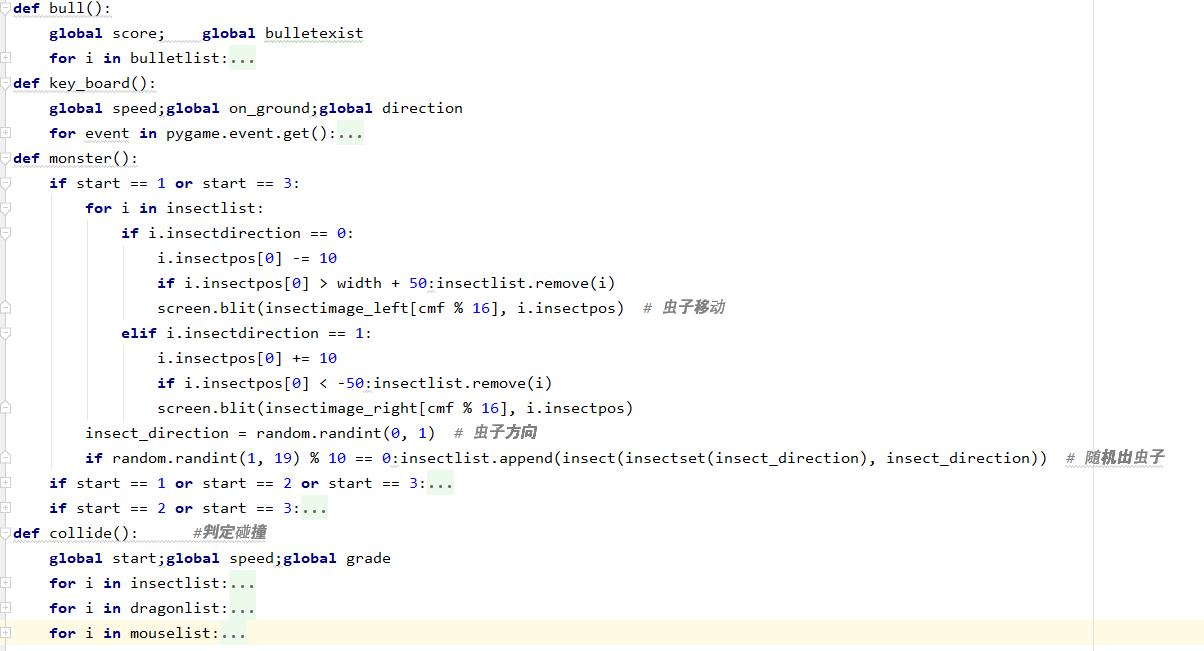 def bull():
    global score;    global bulletexist
    for i in bulletlist:...
def key_board():
    global speed;global on_ground;global direction
    for event in pygame.event.get():...
def monster():
    if start == 1 or start == 3:
        for i in insectlist:
            if i.insectdirection == 0:
                i.insectpos[0] -= 10
                if i.insectpos[0] > width + 50:insectlist.remove(i)
                screen.blit(insectimage_left[cmf % 16], i.insectpos)  # 虫子移动
            elif i.insectdirection == 1:
                i.insectpos[0] += 10
                if i.insectpos[0] < -50:insectlist.remove(i)
                screen.blit(insectimage_right[cmf % 16], i.insectpos)
        insect_direction = random.randint(0, 1)  # 虫子方向
        if random.randint(1, 19) % 10 == 0:insectlist.append(insect(insectset(insect_direction), insect_direction))  # 随机出虫子
    if start == 1 or start == 2 or start == 3:...
    if start == 2 or start == 3:...
def collide():      #判定碰撞
    global start;global speed;global grade
    for i in insectlist:...
    for i in dragonlist:...
    for i in mouselist:...